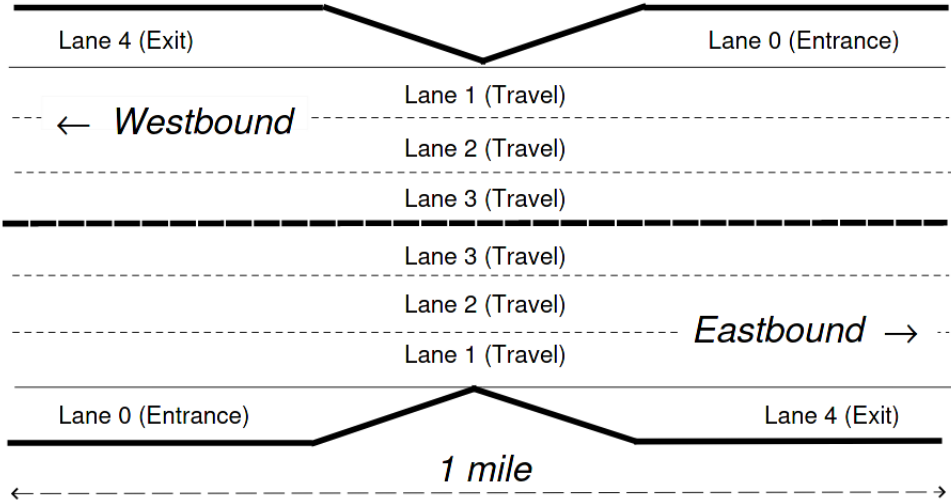 Lane 4 (Exit)
Lane 0 (Entrance)
Lane 1 (Travel)
← Westbound
Lane 2 (Travel)
Lane 3 (Travel)
Lane 3 (Travel)
Lane 2 (Travel)
Eastbound →
Lane 1 (Travel)
Lane 0 (Entrance)
Lane 4 (Exit)
1 mile